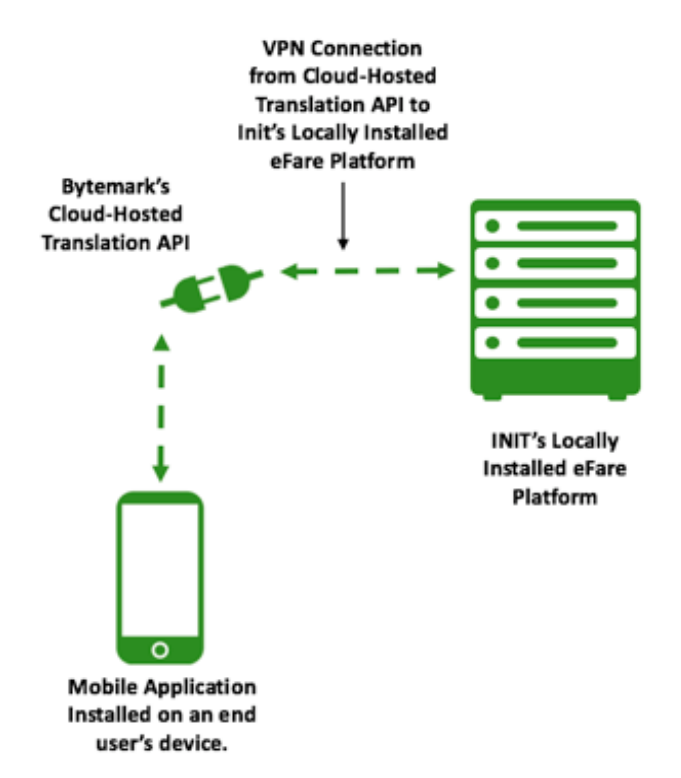 VPN Connection
from Cloud-Hosted
Translation API to
Init's Locally Installed
eFare Platform
Bytemark's
Cloud-Hosted
Translation API
INIT's Locally
Installed eFare
Platform
Mobile Application
Installed on an end
user's device.